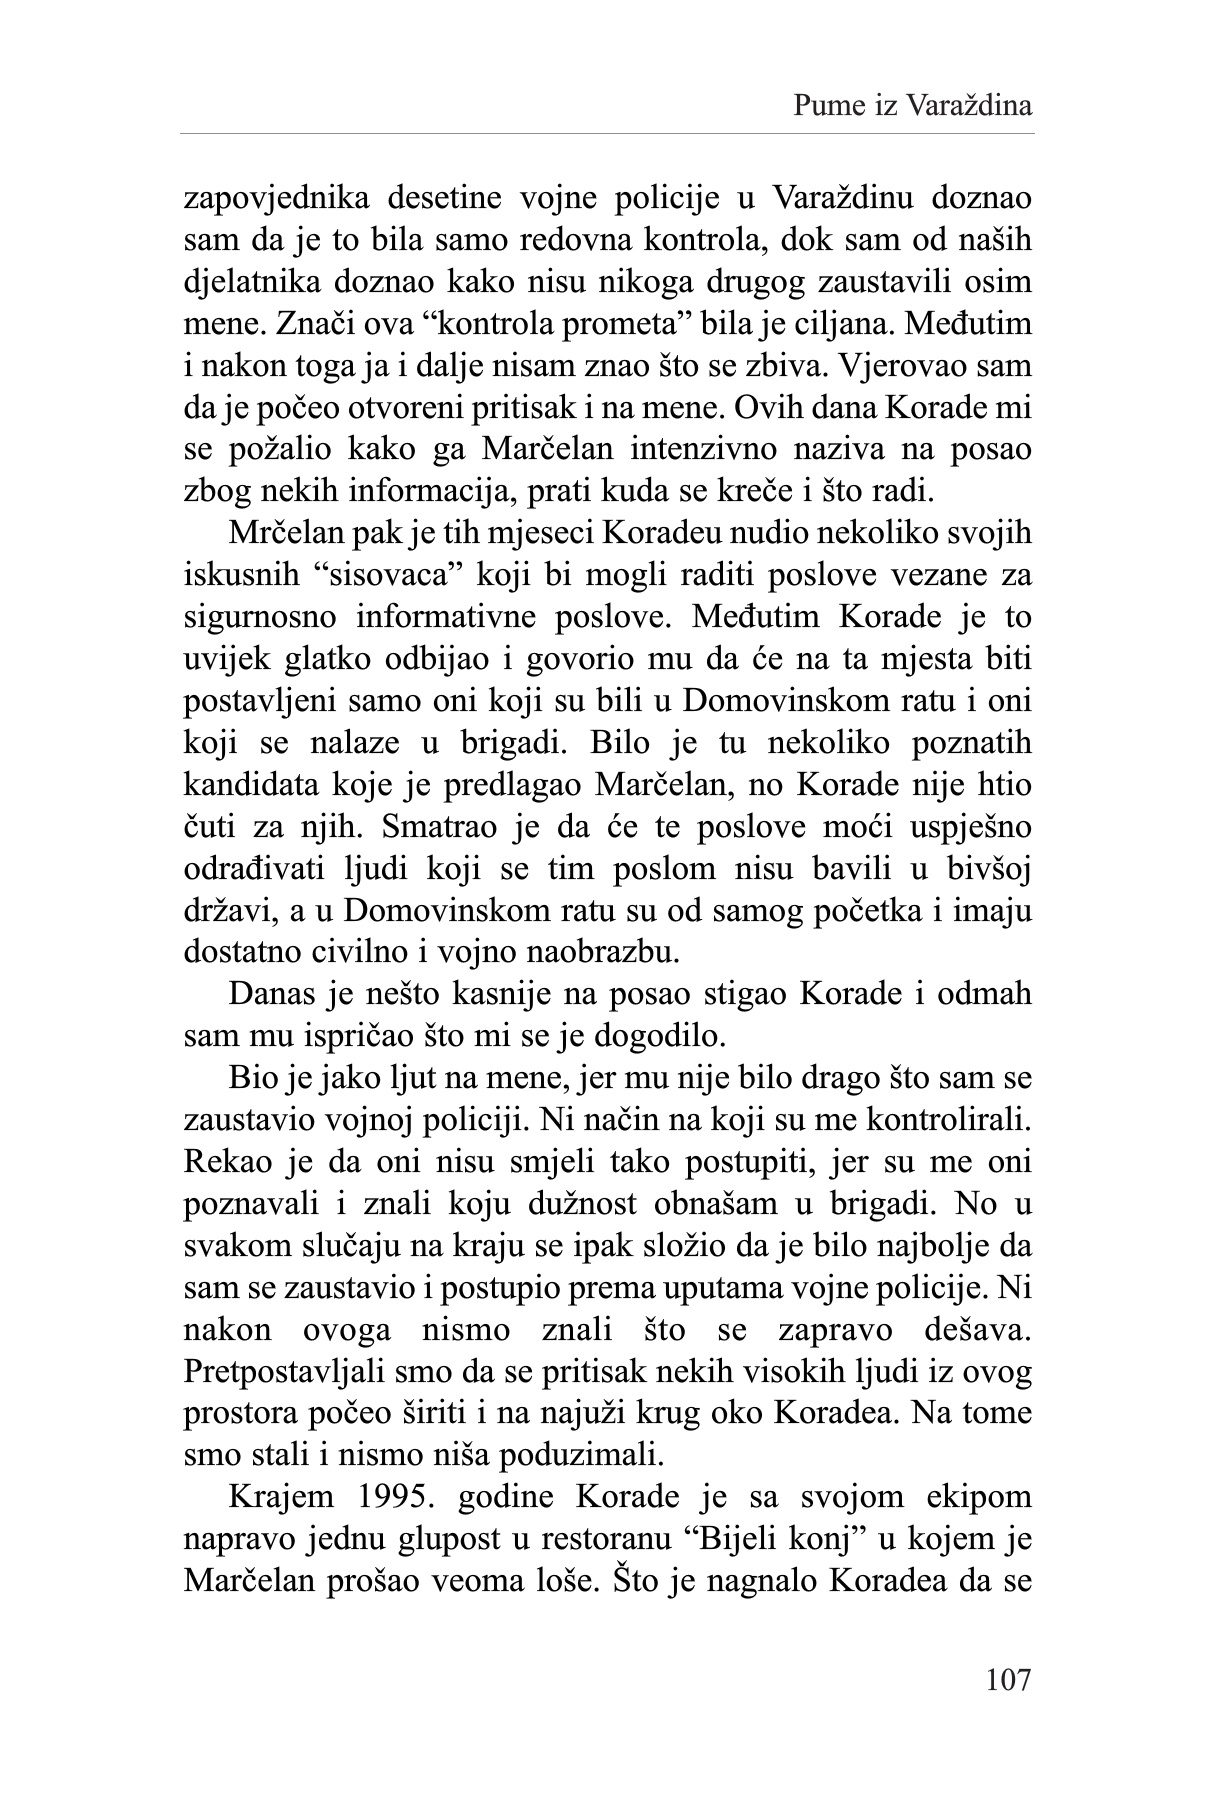 Pume iz Varaždina
zapovjednika desetine vojne policije u Varaždinu doznao
sam da je to bila samo redovna kontrola, dok sam od naših
djelatnika doznao kako nisu nikoga drugog zaustavili osim
mene. Znači ova “kontrola prometa” bila je ciljana. Međutim
i nakon toga ja i dalje nisam znao što se zbiva. Vjerovao sam
da je počeo otvoreni pritisak i na mene. Ovih dana Korade mi
se požalio kako ga Marčelan intenzivno naziva na posao
zbog nekih informacija, prati kuda se kreče i što radi.
Mrčelan pak je tih mjeseci Koradeu nudio nekoliko svojih
iskusnih “sisovaca” koji bi mogli raditi poslove vezane za
sigurnosno informativne poslove. Međutim Korade je to
uvijek glatko odbijao i govorio mu da će na ta mjesta biti
postavljeni samo oni koji su bili u Domovinskom ratu i oni
koji se nalaze u brigadi. Bilo je tu nekoliko poznatih
kandidata koje je predlagao Marčelan, no Korade nije htio
čuti za njih. Smatrao je da će te poslove moći uspješno
odrađivati ljudi koji se tim poslom nisu bavili u bivšoj
državi, a u Domovinskom ratu su od samog početka i imaju
dostatno civilno i vojno naobrazbu.
Danas je nešto kasnije na posao stigao Korade i odmah
sam mu ispričao što mi se je dogodilo.
Bio je jako ljut na mene, jer mu nije bilo drago što sam se
zaustavio vojnoj policiji. Ni način na koji su me kontrolirali.
Rekao je da oni nisu smjeli tako postupiti, jer su me oni
poznavali i znali koju dužnost obnašam u brigadi. No u
svakom slučaju na kraju se ipak složio da je bilo najbolje da
sam se zaustavio i postupio prema uputama vojne policije. Ni
nakon ovoga nismo znali što se zapravo dešava.
Pretpostavljali smo da se pritisak nekih visokih ljudi iz ovog
prostora počeo širiti i na najuži krug oko Koradea. Na tome
smo stali i nismo niša poduzimali.
Krajem 1995. godine Korade je sa svojom ekipom
napravo jednu glupost u restoranu “Bijeli konj” u kojem je
Marčelan prošao veoma loše. Što je nagnalo Koradea da se
107